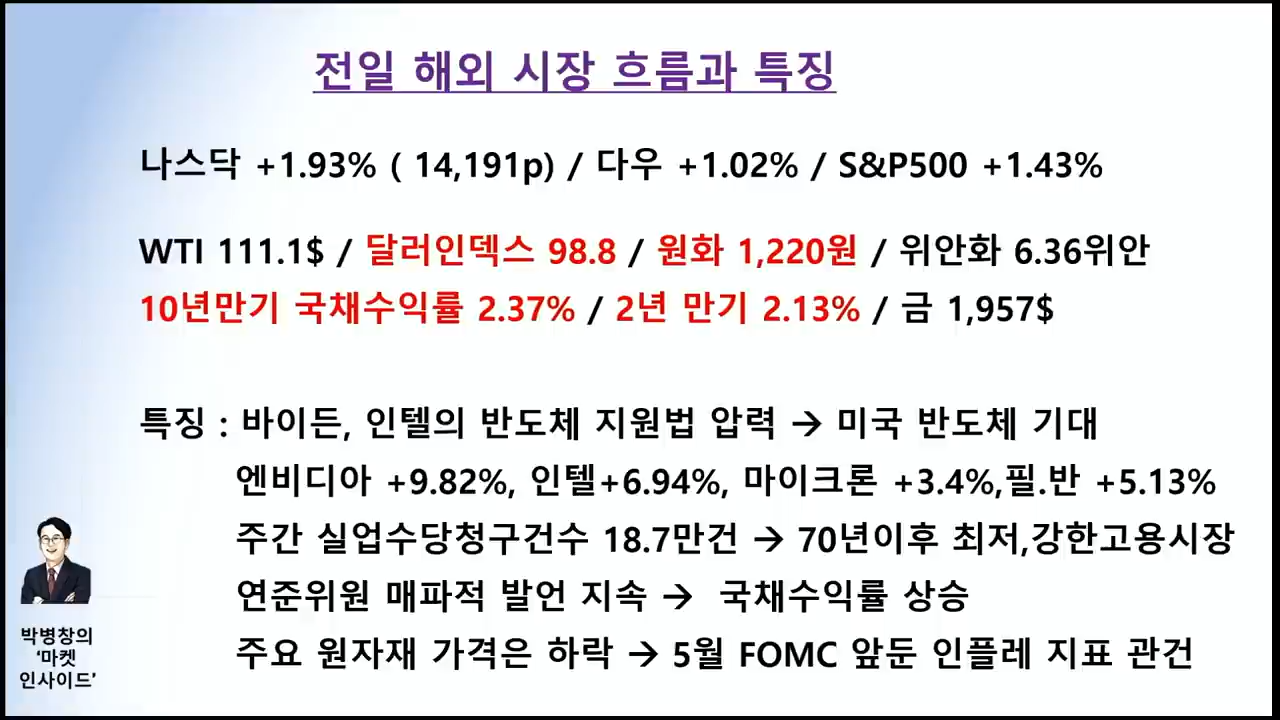 전일 해외 시장 흐름과 특징
나스닥 +1.93% ( 14,191p) / 다우 +1.02% / S&P500 +1.43%
WTI 111.1$ / 달러인덱스 98.8 / 원화 1,220원 / 위안화 6.36위안
10년만기 국채수익률 2.37% / 2년 만기 2.13% / 금 1,957$
특징 : 바이든, 인텔의 반도체 지원법 압력 → 미국 반도체 기대
엔비디아 +9.82%, 인텔+6.94%, 마이크론 +3.4%,필.반 +5.13%
주간 실업수당청구건수 18.7만건 → 70년이후 최저,강한고용시장
연준위원 매파적 발언 지속 → 국채수익률 상승
주요 원자재 가격은 하락 → 5월 FOMC 앞둔 인플레 지표 관건
박병창의
‘마켓
인사이드’